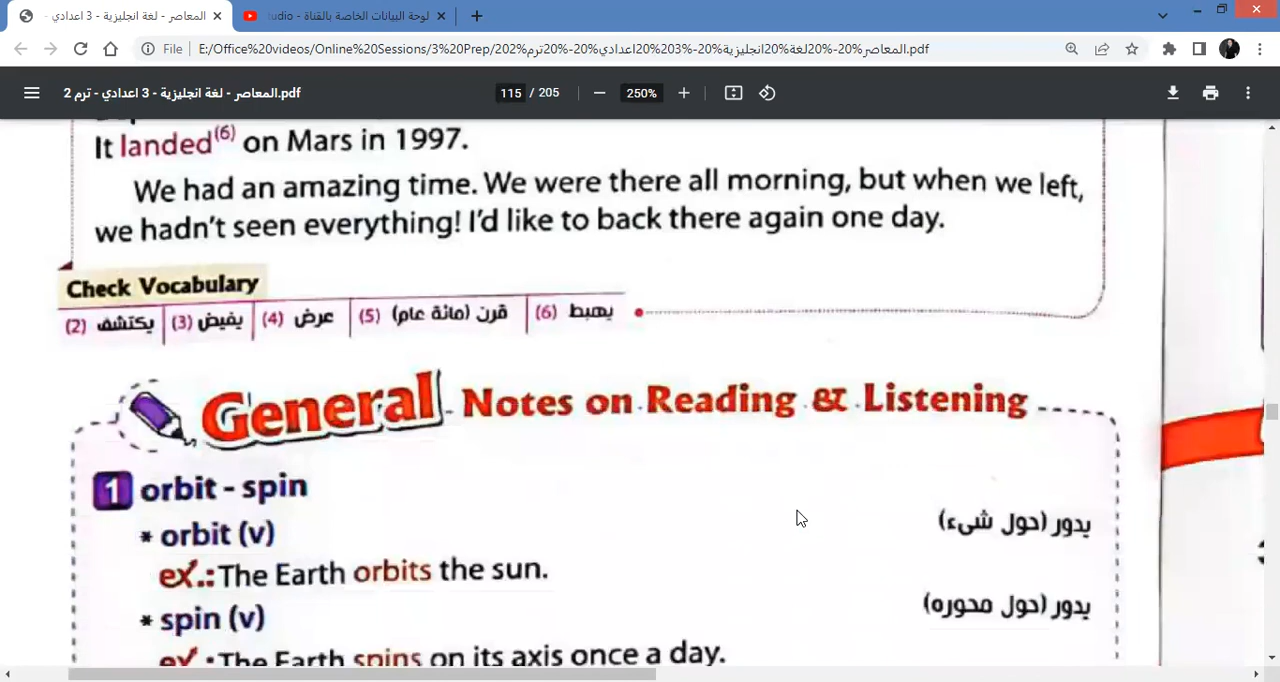 المعاصر - لغة انجليزية - 3 اعدادي -
لوحة البيانات الخاصة بالقناة - udio
File
E:/Office%20videos/Online%20Sessions/3%20Prep/202%المعاصر%20-%20لغة%20انجليزية%20-%203%20اعدادي%20-%20ترم.pdf
المعاصر - لغة انجليزية - 3 اعدادي - ترم 2.pdf
115 / 205
250%
It landed(6) on Mars in 1997.
We had an amazing time. We were there all morning, but when we left,
we hadn't seen everything! I'd like to back there again one day.
Check Vocabulary
(2) يكتشف (3) يفيض (4) عرض (5) قرن (مائة عام) (6) يهبط
General Notes on Reading & Listening
1 orbit - spin
* orbit (v) يدور (حول شىء)
ex.: The Earth orbits the sun.
* spin (v) يدور (حول محوره)
ex.: The Earth spins on its axis once a day.